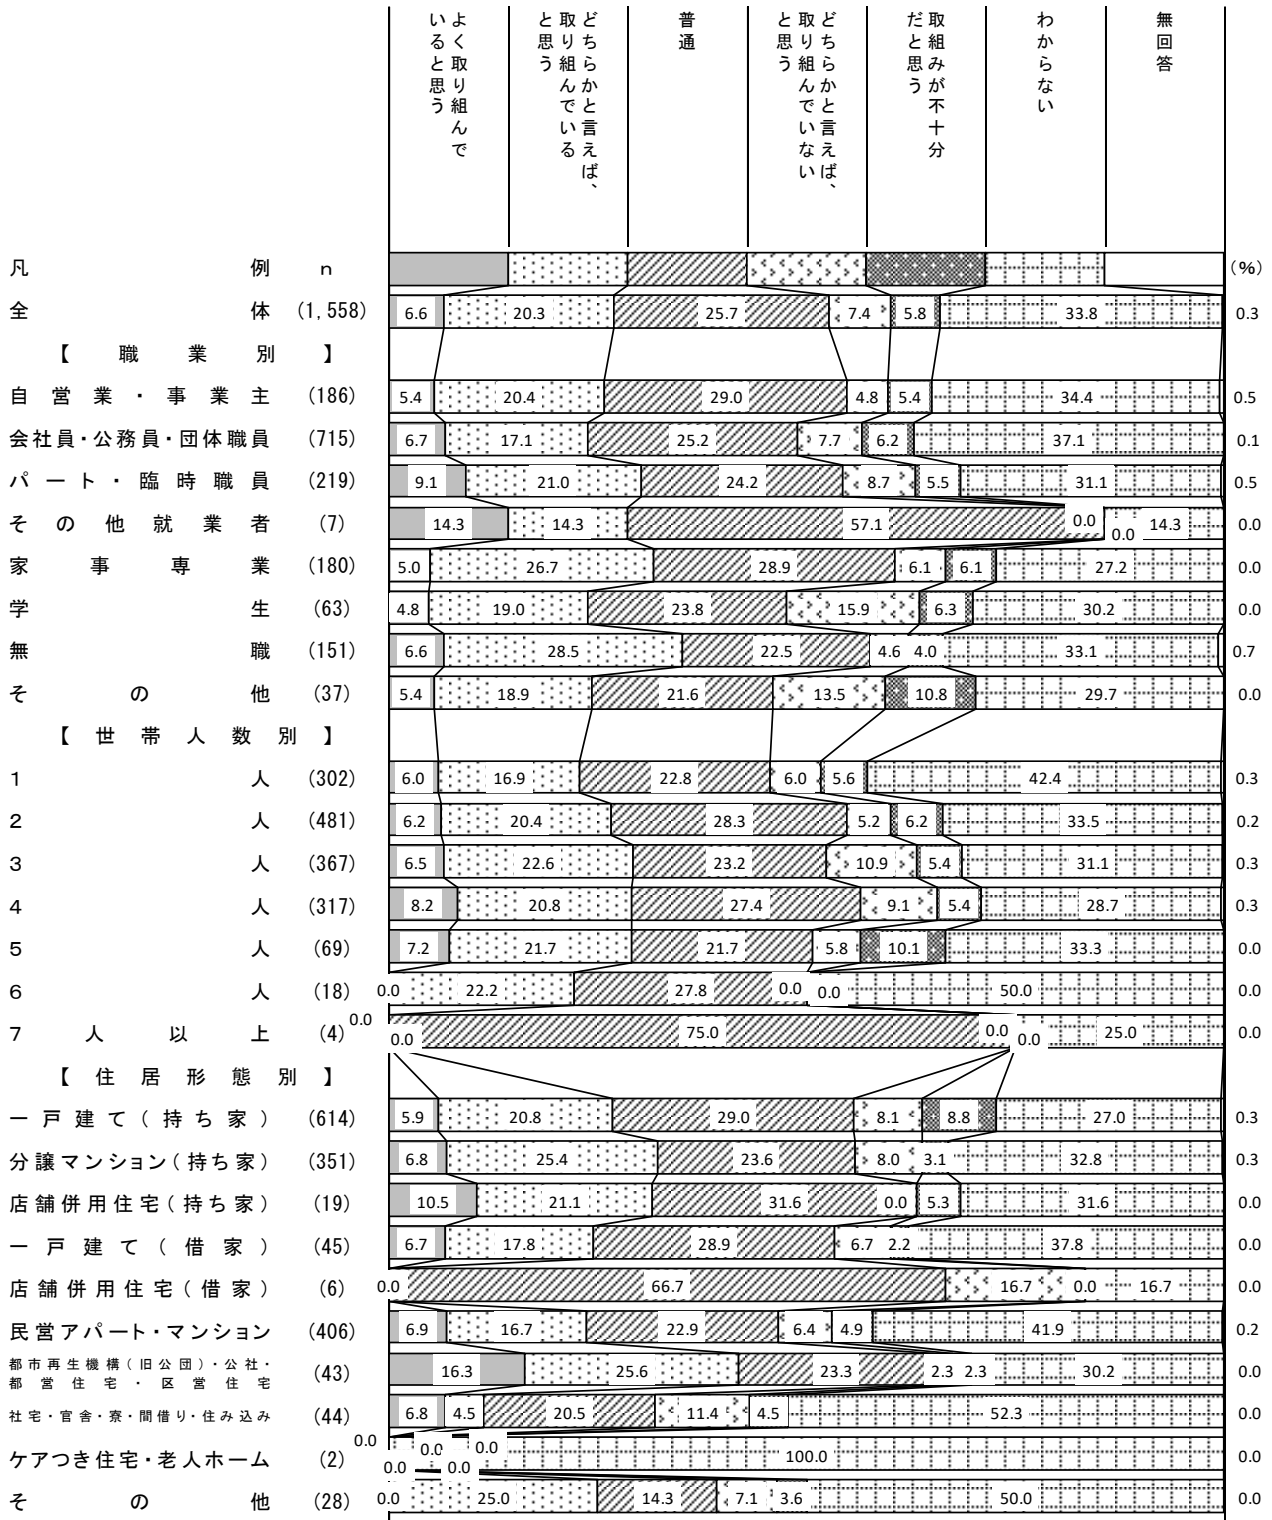 よく取り組んで
いると思う
どちらかと言えば、
取り組んでいる
と思う
普通
どちらかと言えば、
取り組んでいない
と思う
取組みが不十分
だと思う
わからない
無回答
凡例 n (%)
全体 (1,558) 6.6 20.3 25.7 7.4 5.8 33.8 0.3
【職業別】
自営業・事業主 (186) 5.4 20.4 29.0 4.8 5.4 34.4 0.5
会社員・公務員・団体職員 (715) 6.7 17.1 25.2 7.7 6.2 37.1 0.1
パート・臨時職員 (219) 9.1 21.0 24.2 8.7 5.5 31.1 0.5
その他就業者 (7) 14.3 14.3 57.1 0.0 0.0 14.3 0.0
家事専業 (180) 5.0 26.7 28.9 6.1 6.1 27.2 0.0
学生 (63) 4.8 19.0 23.8 15.9 6.3 30.2 0.0
無職 (151) 6.6 28.5 22.5 4.6 4.0 33.1 0.7
その他 (37) 5.4 18.9 21.6 13.5 10.8 29.7 0.0
【世帯人数別】
1人 (302) 6.0 16.9 22.8 6.0 5.6 42.4 0.3
2人 (481) 6.2 20.4 28.3 5.2 6.2 33.5 0.2
3人 (367) 6.5 22.6 23.2 10.9 5.4 31.1 0.3
4人 (317) 8.2 20.8 27.4 9.1 5.4 28.7 0.3
5人 (69) 7.2 21.7 21.7 5.8 10.1 33.3 0.0
6人 (18) 0.0 22.2 27.8 0.0 0.0 50.0 0.0
7人以上 (4) 0.0 0.0 75.0 0.0 0.0 25.0 0.0
【住居形態別】
一戸建て(持ち家) (614) 5.9 20.8 29.0 8.1 8.8 27.0 0.3
分譲マンション(持ち家) (351) 6.8 25.4 23.6 8.0 3.1 32.8 0.3
店舗併用住宅(持ち家) (19) 10.5 21.1 31.6 0.0 5.3 31.6 0.0
一戸建て(借家) (45) 6.7 17.8 28.9 6.7 2.2 37.8 0.0
店舗併用住宅(借家) (6) 0.0 66.7 16.7 0.0 16.7 0.0
民営アパート・マンション (406) 6.9 16.7 22.9 6.4 4.9 41.9 0.2
都市再生機構(旧公団)・公社・
都営住宅・区営住宅 (43) 16.3 25.6 23.3 2.3 2.3 30.2 0.0
社宅・官舎・寮・間借り・住み込み (44) 6.8 4.5 20.5 11.4 4.5 52.3 0.0
ケアつき住宅・老人ホーム (2) 0.0 0.0 0.0 0.0 0.0 100.0 0.0
その他 (28) 0.0 25.0 14.3 7.1 3.6 50.0 0.0